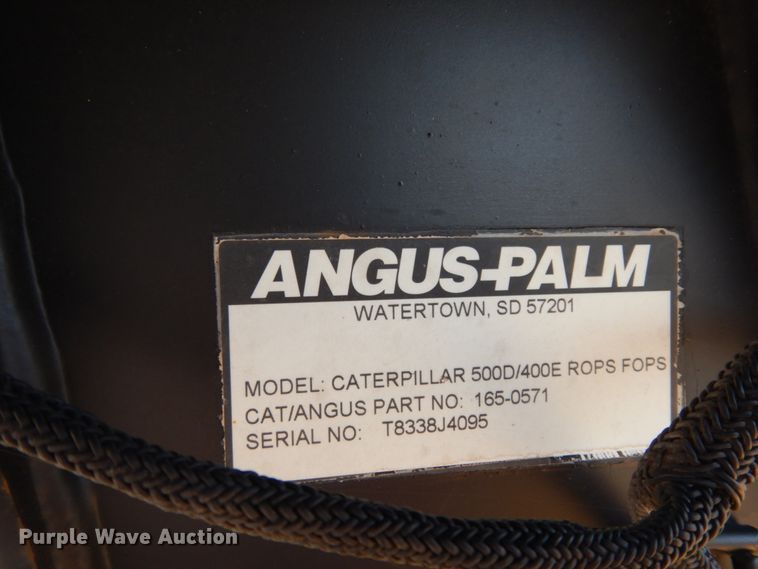 ANGUS-PALM
WATERTOWN, SD 57201
MODEL: CATERPILLAR 500D/400E ROPS FOPS
CAT/ANGUS PART NO: 165-0571
SERIAL NO: T8338J4095
Purple Wave Auction